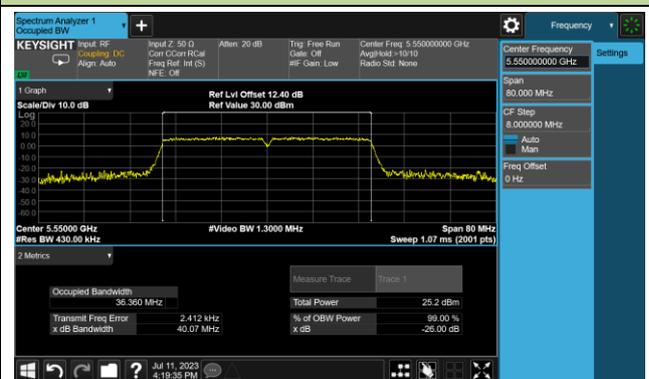 Spectrum Analyzer 1
Occupied BW
Frequency
KEYSIGHT
Input: RF
Coupling: DC
Align: Auto
Input Z: 50 Ω
Corr CCorr RCal
Freq Ref: Int (S)
NFE: Off
Atten: 20 dB
Trig: Free Run
Gate: Off
#IF Gain: Low
Center Freq: 5.550000000 GHz
Avg|Hold:>10/10
Radio Std: None
Center Frequency
5.550000000 GHz
Settings
Span
80.000 MHz
CF Step
8.000000 MHz
Auto
Man
Freq Offset
0 Hz
1 Graph
Scale/Div 10.0 dB
Ref Lvl Offset 12.40 dB
Ref Value 30.00 dBm
Log
20.0
10.0
0.00
-10.0
-20.0
-30.0
-40.0
-50.0
-60.0
Center 5.55000 GHz
#Res BW 430.00 kHz
#Video BW 1.3000 MHz
Span 80 MHz
Sweep 1.07 ms (2001 pts)
2 Metrics
Measure Trace
Trace 1
Occupied Bandwidth
36.360 MHz
Total Power
25.2 dBm
Transmit Freq Error
2.412 kHz
% of OBW Power
99.00 %
x dB Bandwidth
40.07 MHz
x dB
-26.00 dB
Jul 11, 2023
4:19:35 PM